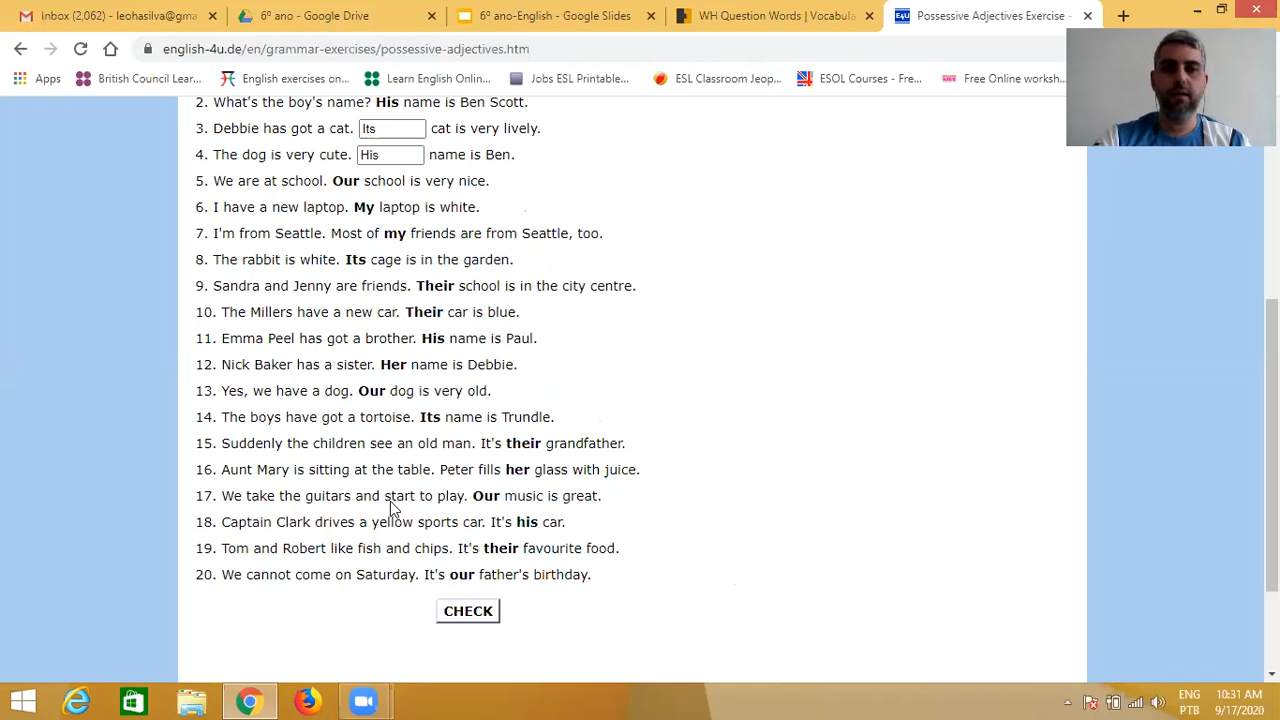 Inbox (2,062) - leohasilva@gma
6º ano - Google Drive
6º ano-English - Google Slides
WH Question Words | Vocabula
Possessive Adjectives Exercise -
english-4u.de/en/grammar-exercises/possessive-adjectives.htm
Apps
British Council Lear...
English exercises on...
Learn English Onlin...
Jobs ESL Printable...
ESL Classroom Jeop...
ESOL Courses - Fre...
Free Online worksh...
2. What's the boy's name? His name is Ben Scott.
3. Debbie has got a cat. Its cat is very lively.
4. The dog is very cute. His name is Ben.
5. We are at school. Our school is very nice.
6. I have a new laptop. My laptop is white.
7. I'm from Seattle. Most of my friends are from Seattle, too.
8. The rabbit is white. Its cage is in the garden.
9. Sandra and Jenny are friends. Their school is in the city centre.
10. The Millers have a new car. Their car is blue.
11. Emma Peel has got a brother. His name is Paul.
12. Nick Baker has a sister. Her name is Debbie.
13. Yes, we have a dog. Our dog is very old.
14. The boys have got a tortoise. Its name is Trundle.
15. Suddenly the children see an old man. It's their grandfather.
16. Aunt Mary is sitting at the table. Peter fills her glass with juice.
17. We take the guitars and start to play. Our music is great.
18. Captain Clark drives a yellow sports car. It's his car.
19. Tom and Robert like fish and chips. It's their favourite food.
20. We cannot come on Saturday. It's our father's birthday.
CHECK
ENG
10:31 AM
PTB
9/17/2020